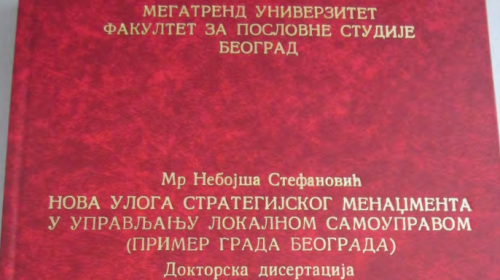 МЕГАТРЕНД УНИВЕРЗИТЕТ
ФАКУЛТЕТ ЗА ПОСЛОВНЕ СТУДИЈЕ
БЕОГРАД
Мр Небојша Стефановић
НОВА УЛОГА СТРАТЕГИЈСКОГ МЕНАЏМЕНТА
У УПРАВЉАЊУ ЛОКАЛНОМ САМОУПРАВОМ
(ПРИМЕР ГРАДА БЕОГРАДА)
Докторска дисертација